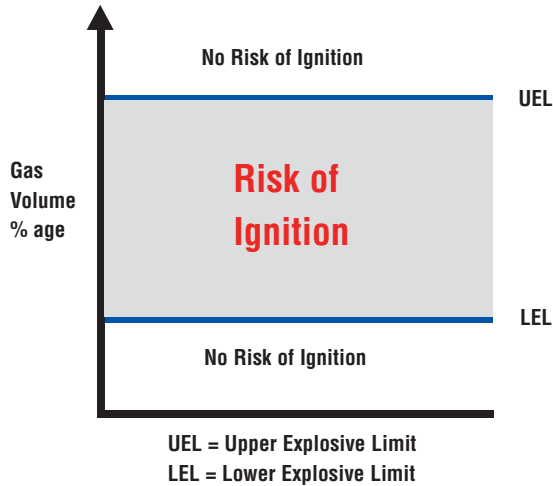 No Risk of Ignition
UEL
Gas
Volume
% age
Risk of
Ignition
LEL
No Risk of Ignition
UEL = Upper Explosive Limit
LEL = Lower Explosive Limit